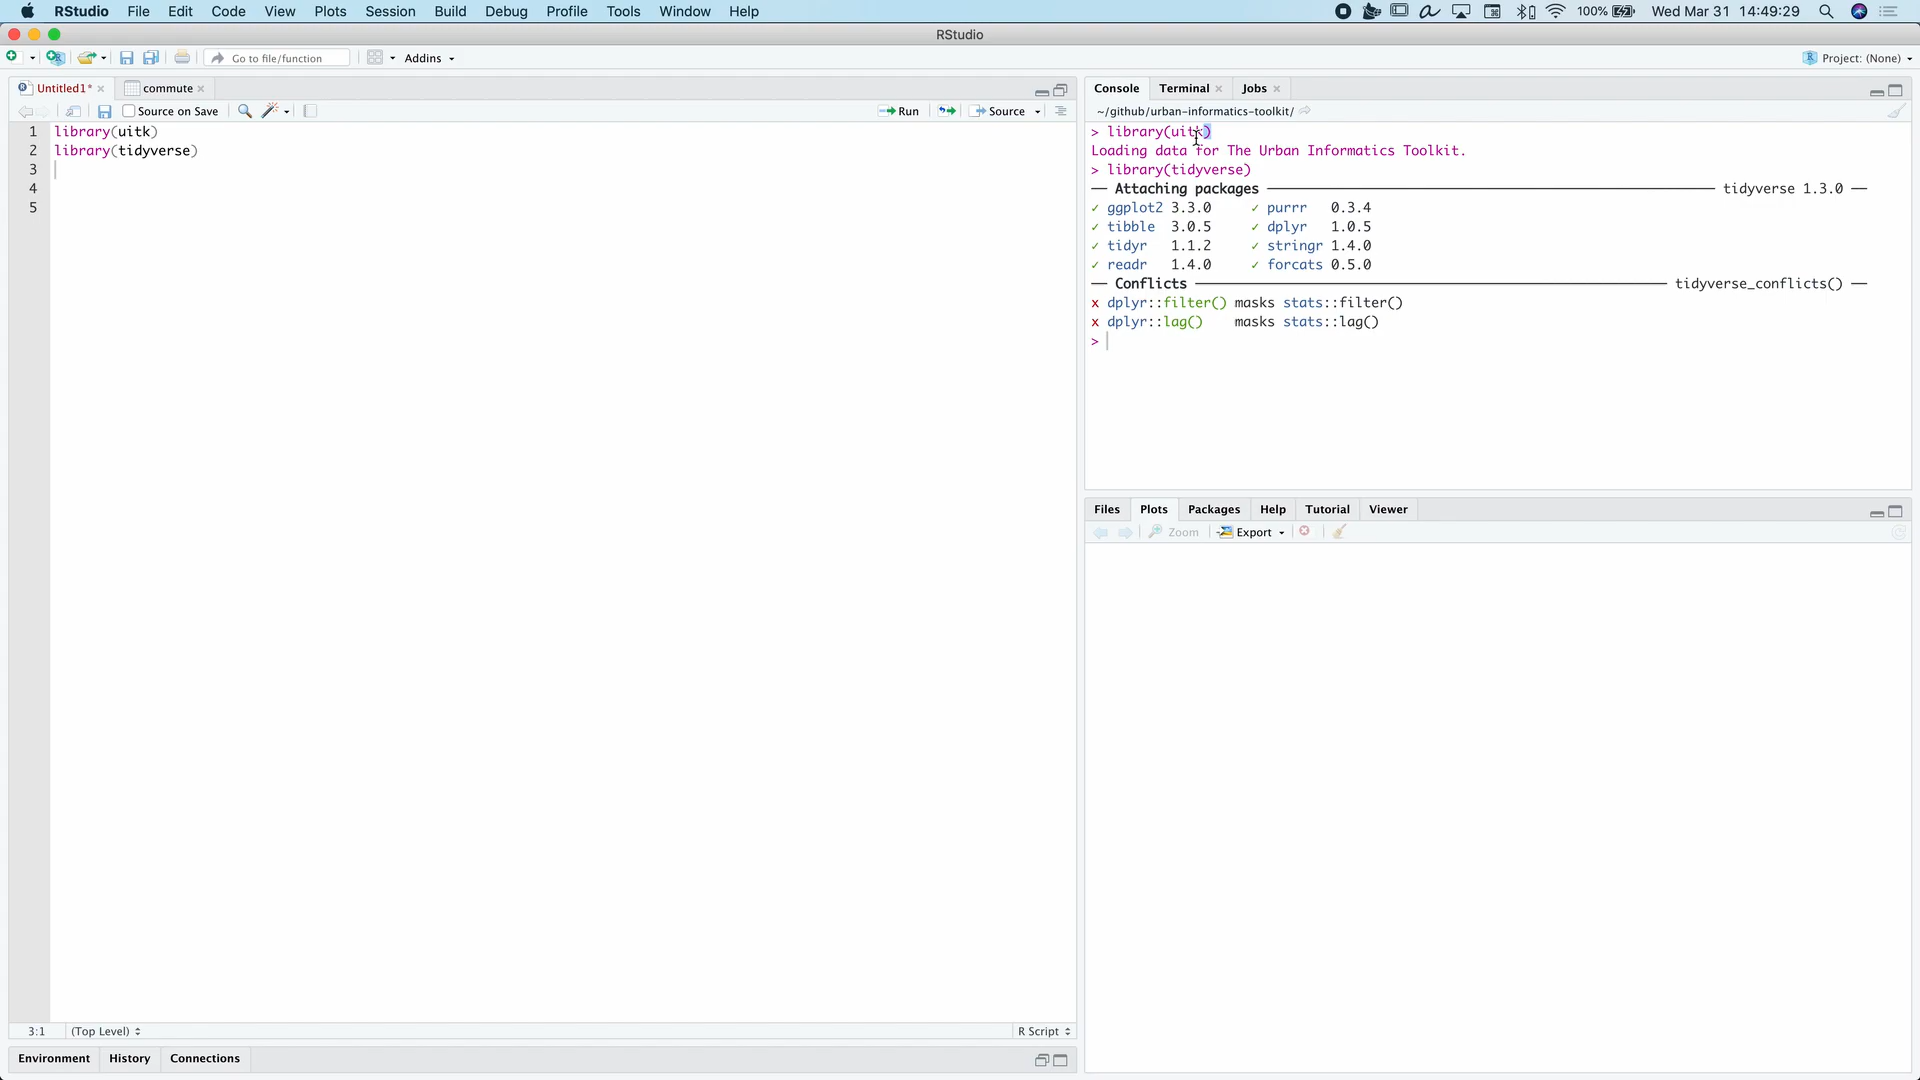 RStudio File Edit Code View Plots Session Build Debug Profile Tools Window Help 100% Wed Mar 31 14:49:29
RStudio
Go to file/function Addins Project: (None)
Untitled1* commute
Source on Save Run Source
1 library(uitk)
2 library(tidyverse)
3
4
5
3:1 (Top Level) R Script
Environment History Connections
Console Terminal Jobs
~/github/urban-informatics-toolkit/
> library(uitk)
Loading data for The Urban Informatics Toolkit.
> library(tidyverse)
── Attaching packages ── tidyverse 1.3.0 ──
✓ ggplot2 3.3.0 ✓ purrr 0.3.4
✓ tibble 3.0.5 ✓ dplyr 1.0.5
✓ tidyr 1.1.2 ✓ stringr 1.4.0
✓ readr 1.4.0 ✓ forcats 0.5.0
── Conflicts ── tidyverse_conflicts() ──
x dplyr::filter() masks stats::filter()
x dplyr::lag() masks stats::lag()
>
Files Plots Packages Help Tutorial Viewer
Zoom Export